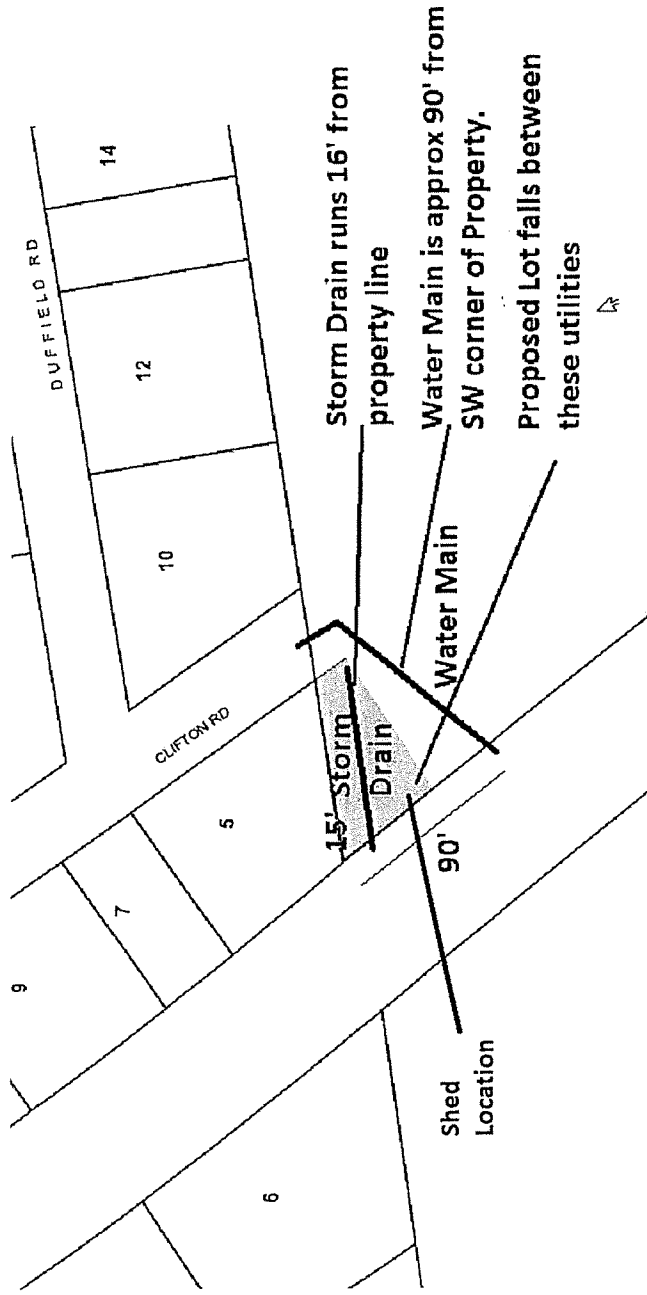 DUFFIELD RD
14
12
10
CLIFTON RD
9
7
5
6
15' Storm
Drain
90'
Water Main
Shed
Location
Storm Drain runs 16' from
property line
Water Main is approx 90' from
SW corner of Property.
Proposed Lot falls between
these utilities